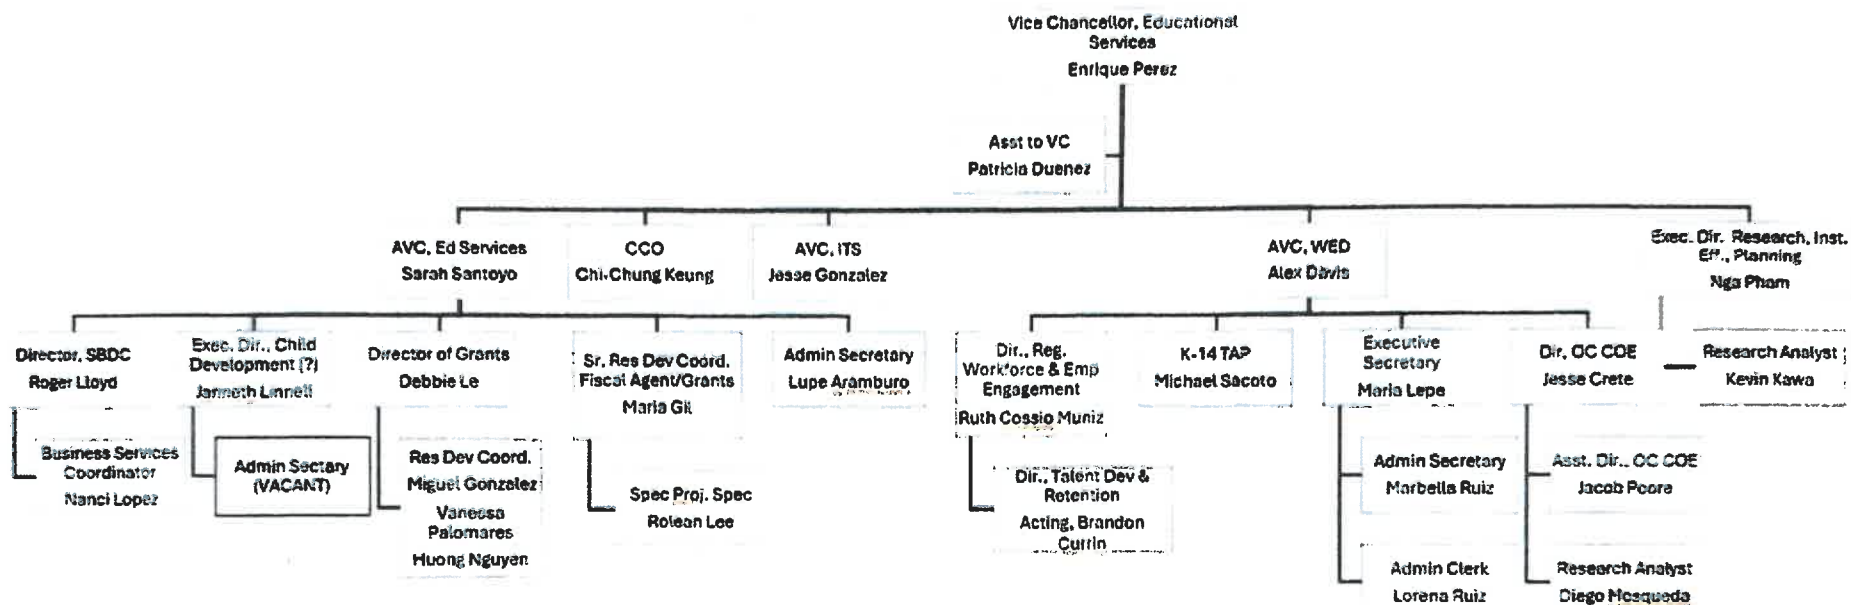 Vice Chancellor, Educational
Services
Enrique Perez
Asst to VC
Patricia Duenez
AVC, Ed Services
Sarah Santoyo
CCO
Chi-Chung Keung
AVC, ITS
Jesse Gonzalez
AVC, WED
Alex Davis
Exec. Dir. Research, Inst.
Eff., Planning
Nga Pham
Director, SBDC
Roger Lloyd
Exec. Dir., Child
Development (?)
Janneth Linnell
Director of Grants
Debbie Le
Sr. Res Dev Coord.
Fiscal Agent/Grants
Maria Gil
Admin Secretary
Lupe Aramburo
Dir., Reg.
Workforce & Emp
Engagement
Ruth Cossio Muniz
K-14 TAP
Michael Sacoto
Executive
Secretary
Maria Lepe
Dir, OC COE
Jesse Crete
Research Analyst
Kevin Kawa
Business Services
Coordinator
Nanci Lopez
Admin Sectary
(VACANT)
Res Dev Coord.
Miguel Gonzalez
Vanessa
Palomares
Huong Nguyen
Spec Proj. Spec
Rolean Lee
Dir., Talent Dev &
Retention
Acting, Brandon
Currin
Admin Secretary
Marbella Ruiz
Asst. Dir., OC COE
Jacob Poore
Admin Clerk
Lorena Ruiz
Research Analyst
Diego Mosqueda